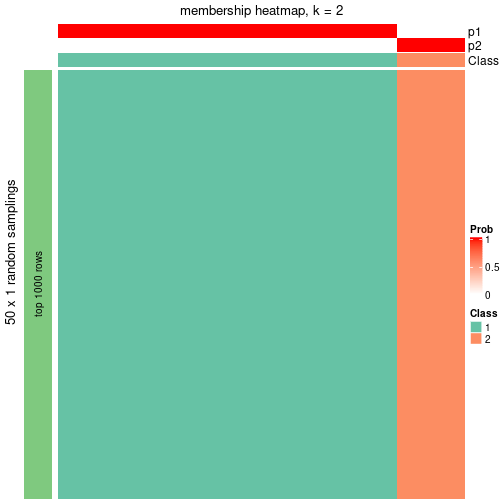 membership heatmap, k = 2
p1
p2
Class
50 x 1 random samplings
top 1000 rows
Prob
1
0.5
0
Class
1
2